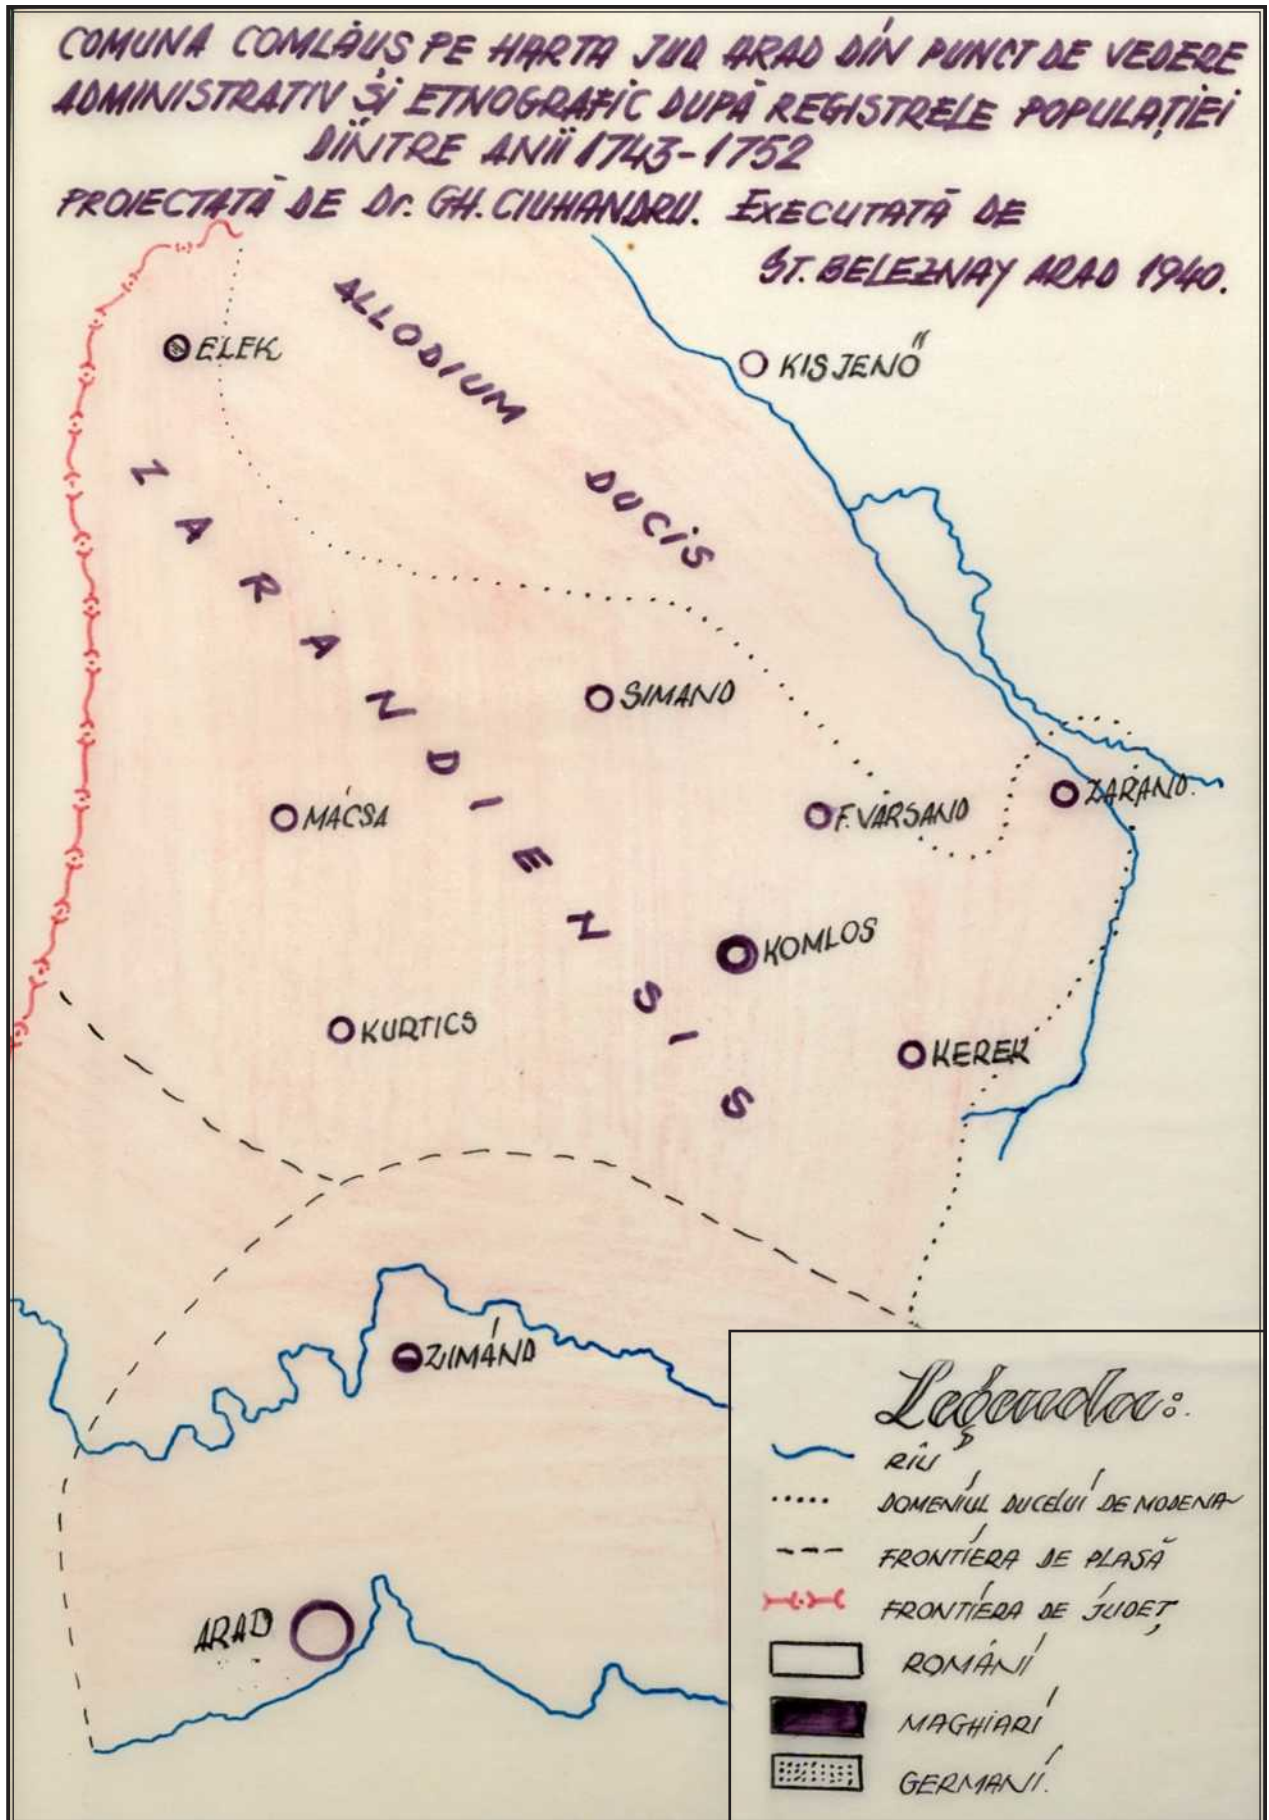 COMUNA COMLĂUȘ PE HARTA JUD ARAD DIN PUNCT DE VEDERE
ADMINISTRATIV ȘI ETNOGRAFIC DUPĂ REGISTRELE POPULAȚIEI
DINTRE ANII 1743-1752
PROIECTATĂ DE Dr. GH. CIUHANDRU. EXECUTATĂ DE
ST. BELEZNAY ARAD 1940.
ALLODIUM DUCIS
ELEK
KISJENŐ
ZARANDIENSIS
SIMAND
MÁCSA
F.VÁRSAND
ZARAND.
KOMLOS
KURTICS
KEREK
ZIMÁND
ARAD
Legenda:
RÎU
DOMENIUL DUCELUI DE MODENA
FRONTIERA DE PLASĂ
FRONTIERA DE JUDEȚ
ROMÁNI
MAGHIARI
GERMANI.